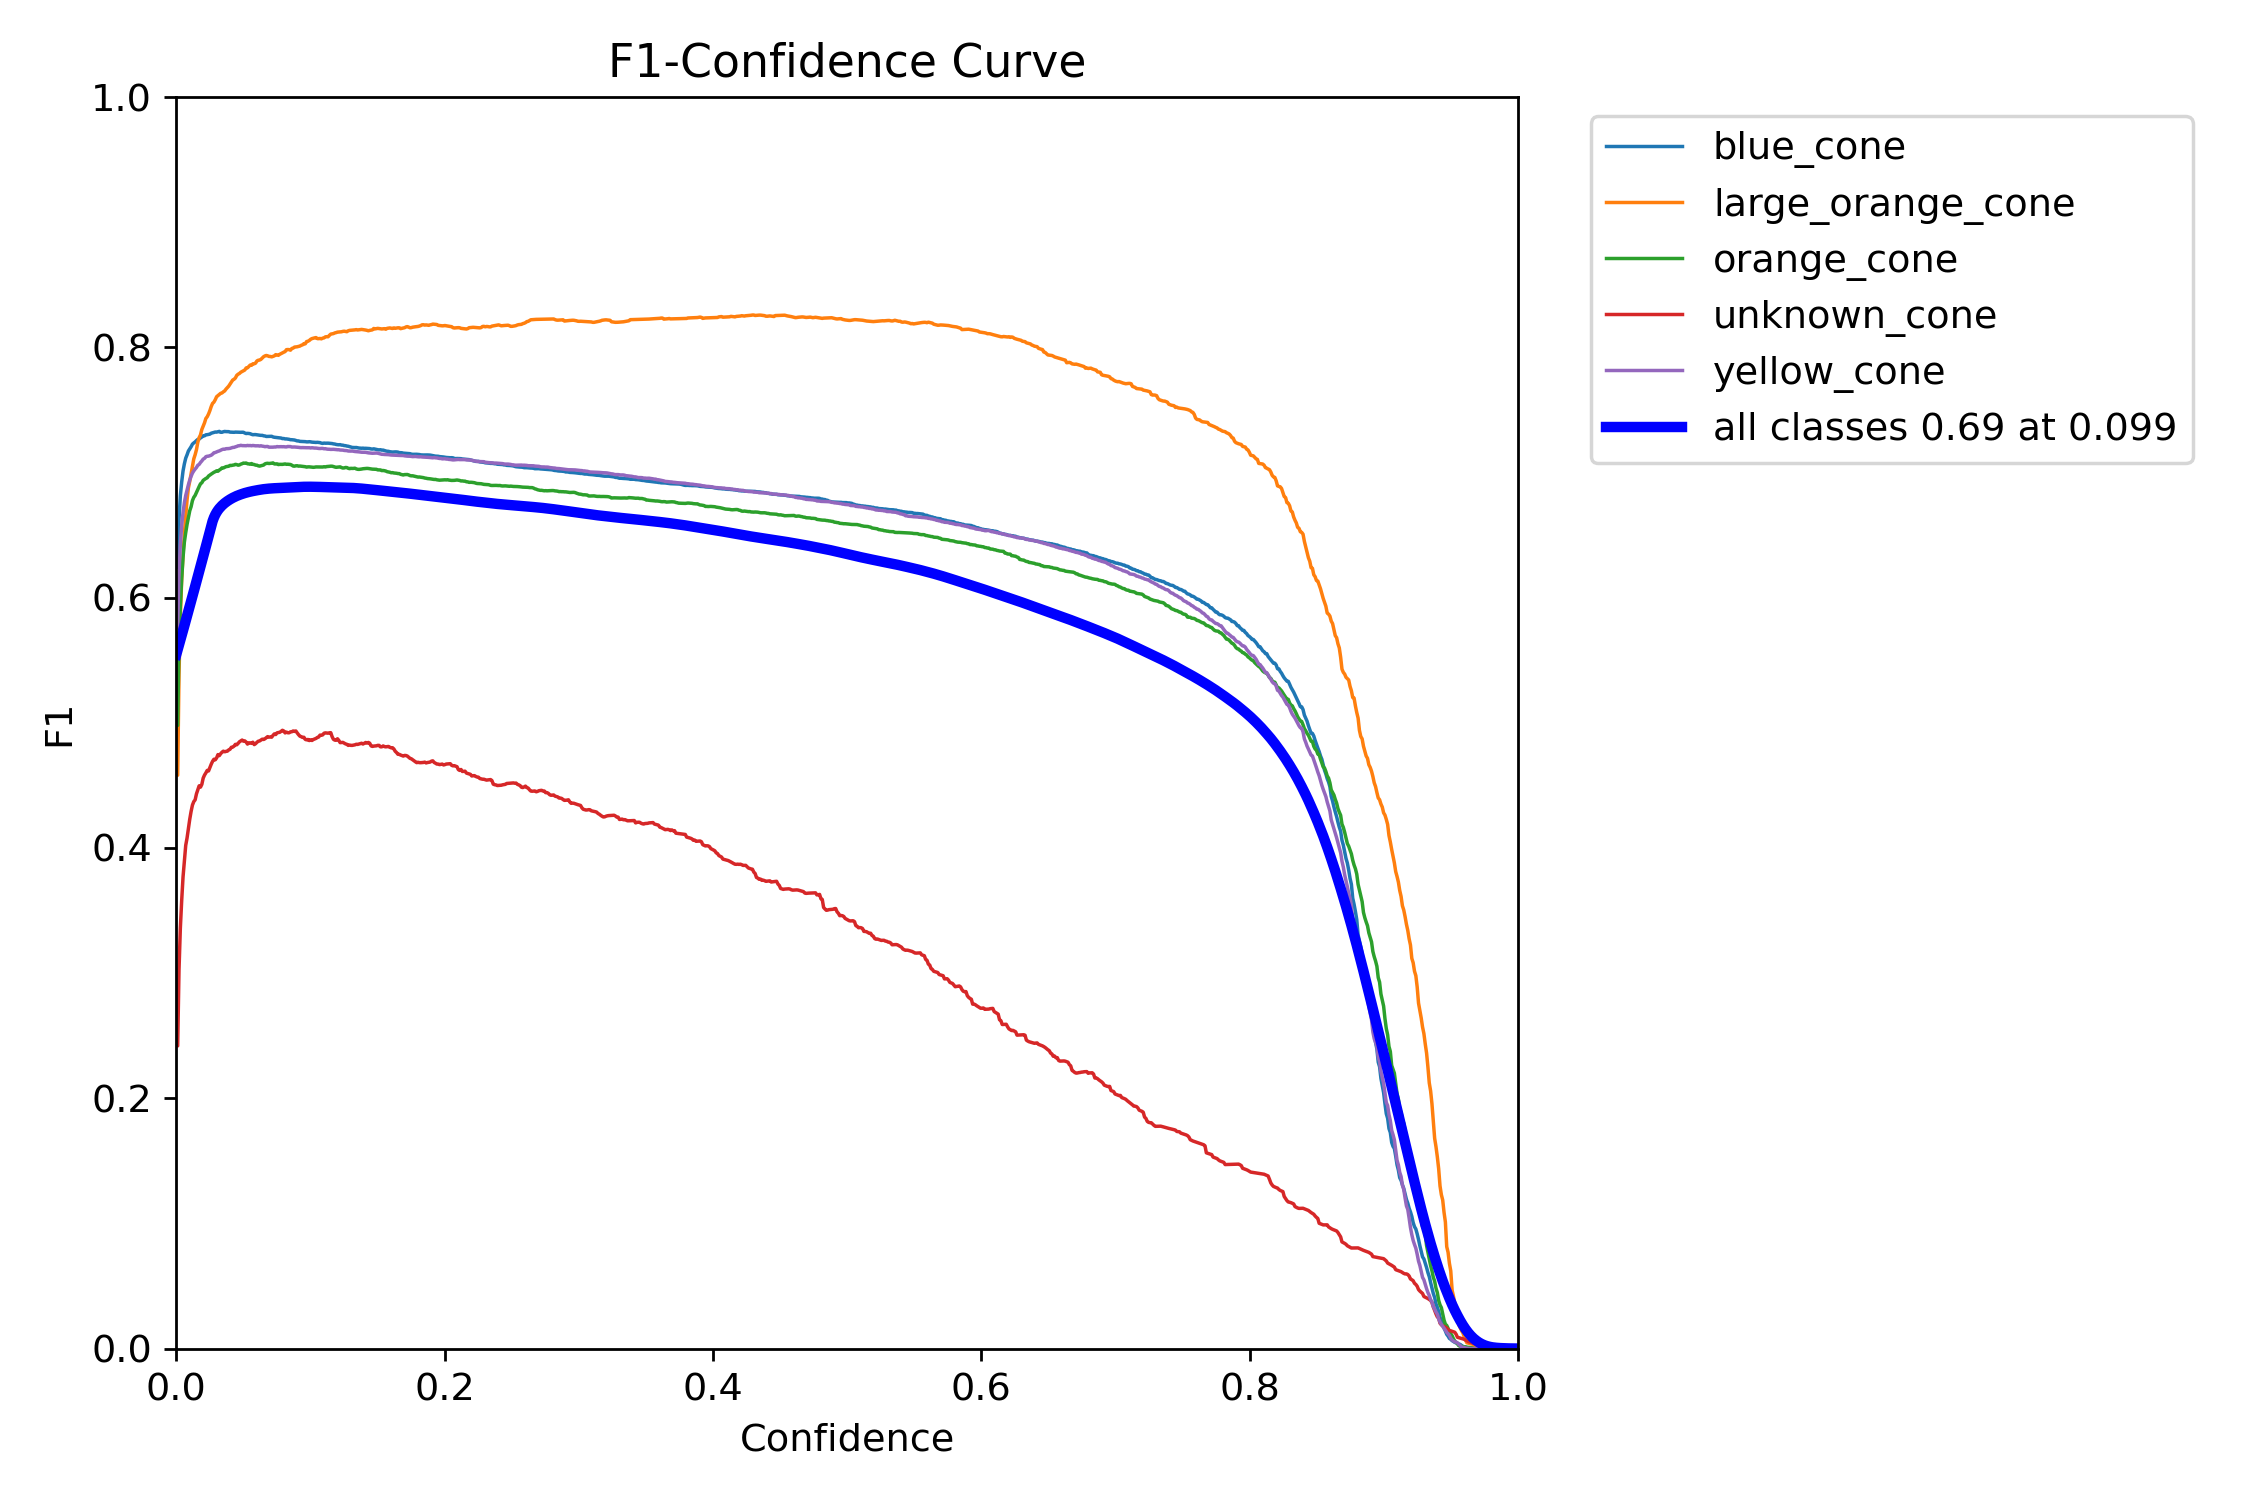 F1-Confidence Curve
1.0
0.8
0.6
0.4
0.2
0.0
F1
0.0 0.2 0.4 0.6 0.8 1.0
Confidence
blue_cone
large_orange_cone
orange_cone
unknown_cone
yellow_cone
all classes 0.69 at 0.099